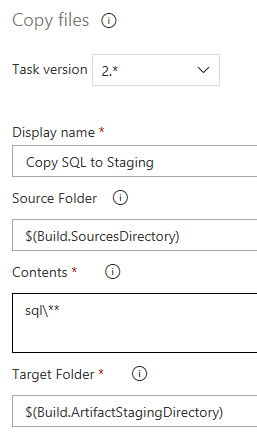 Copy files
Task version 2.*
Display name *
Copy SQL to Staging
Source Folder
$(Build.SourcesDirectory)
Contents *
sql\**
Target Folder *
$(Build.ArtifactStagingDirectory)